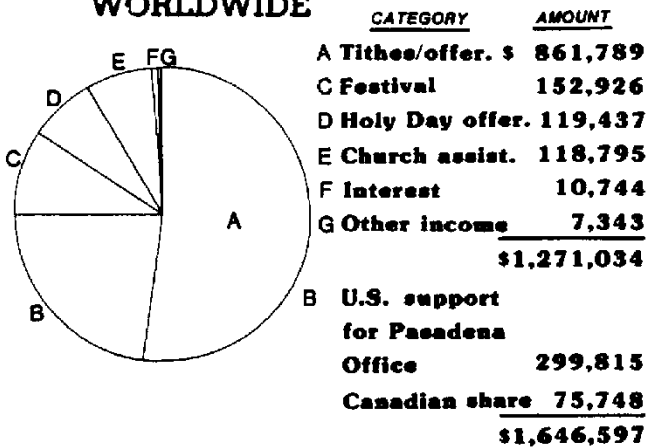 WORLDWIDE
CATEGORY AMOUNT
A Tithes/offer. $ 861,789
C Festival 152,926
D Holy Day offer. 119,437
E Church assist. 118,795
F Interest 10,744
G Other income 7,343
$1,271,034
B U.S. support
for Pasadena
Office 299,815
Canadian share 75,748
$1,646,597
A
B
C
D
E
F
G